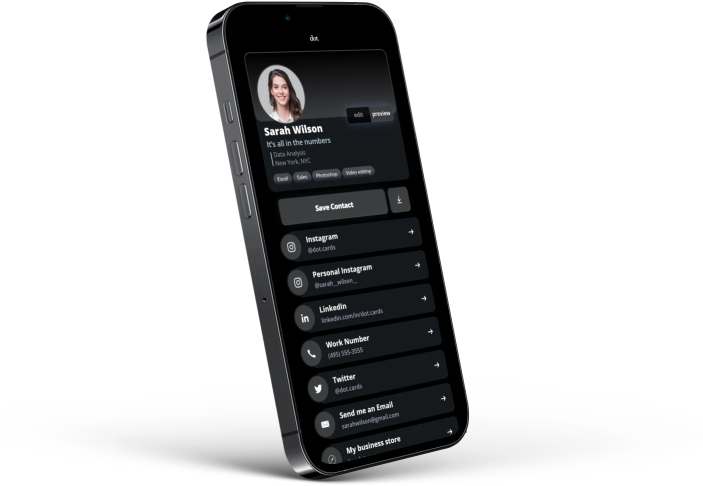 dot.
edit
preview
Sarah Wilson
It's all in the numbers
Data Analysis
New York, NYC
Excel
Sales
Photoshop
Video editing
Save Contact
Instagram
@dot.cards
Personal Instagram
@sarah_wilson_
LinkedIn
linkedin.com/in/dot.cards
Work Number
(495) 555-3555
Twitter
@dot.cards
Send me an Email
sarahwilson@gmail.com
My business store